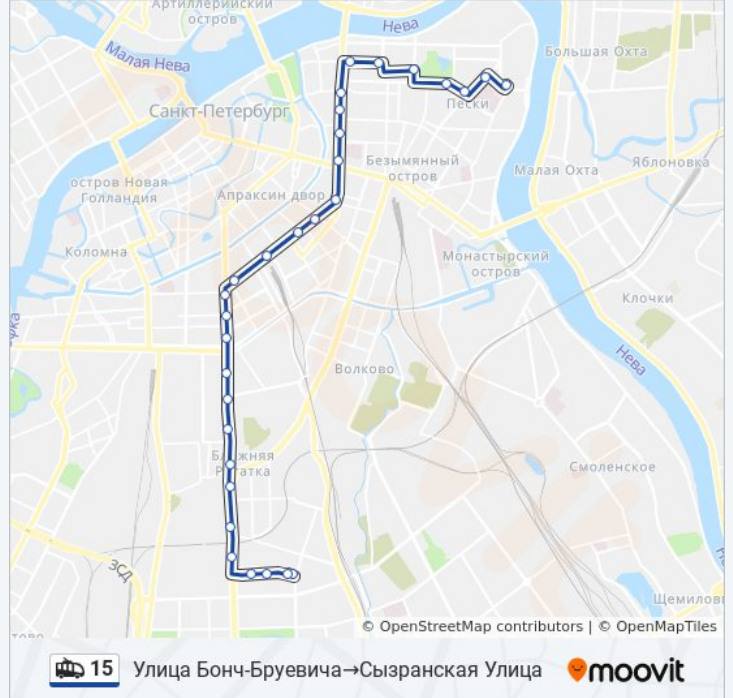 Артиллерийский
остров
Нева
Малая Нева
Большая Охта
Пески
Санкт-Петербург
Безымянный
остров
Малая Охта
Яблоновка
остров Новая
Голландия
Апраксин двор
Коломна
Монастырский
остров
Клочки
Нева
Волково
Ближняя
Рогатка
Смоленское
ЗСД
Щемилов
© OpenStreetMap contributors | © OpenMapTiles
15 Улица Бонч-Бруевича→Сызранская Улица moovit